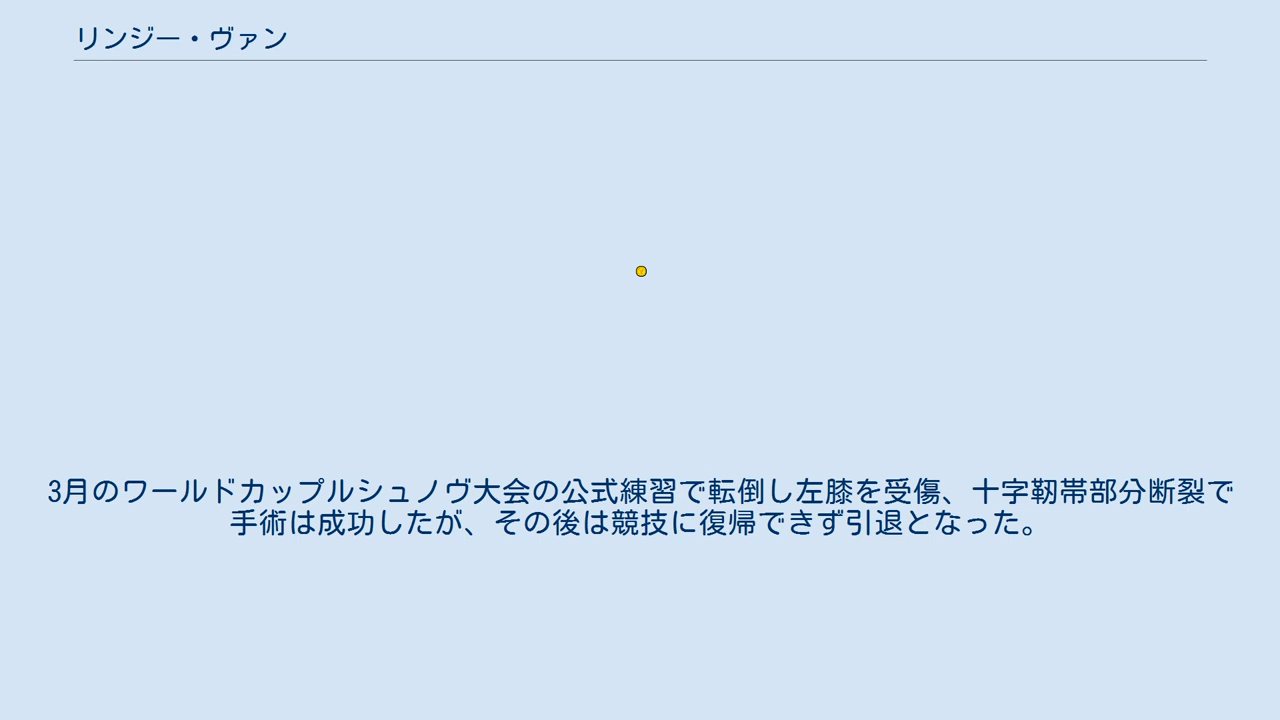 リンジー・ヴァン
3月のワールドカップルシュノヴ大会の公式練習で転倒し左膝を受傷、十字靭帯部分断裂で
手術は成功したが、その後は競技に復帰できず引退となった。